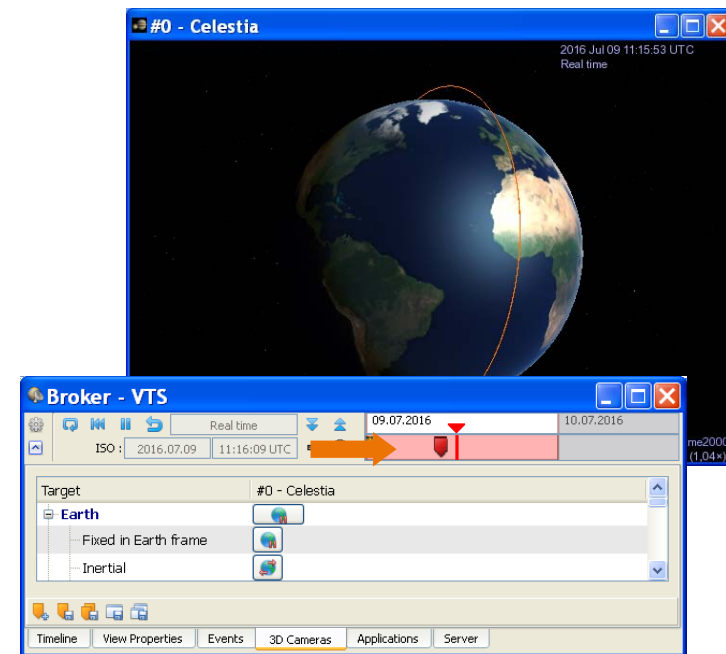 #0 - Celestia
2016 Jul 09 11:15:53 UTC
Real time
me2000
(1,04×)
Broker - VTS
Real time
09.07.2016
10.07.2016
ISO :
2016.07.09
11:16:09 UTC
Target
#0 - Celestia
Earth
Fixed in Earth frame
Inertial
Timeline
View Properties
Events
3D Cameras
Applications
Server